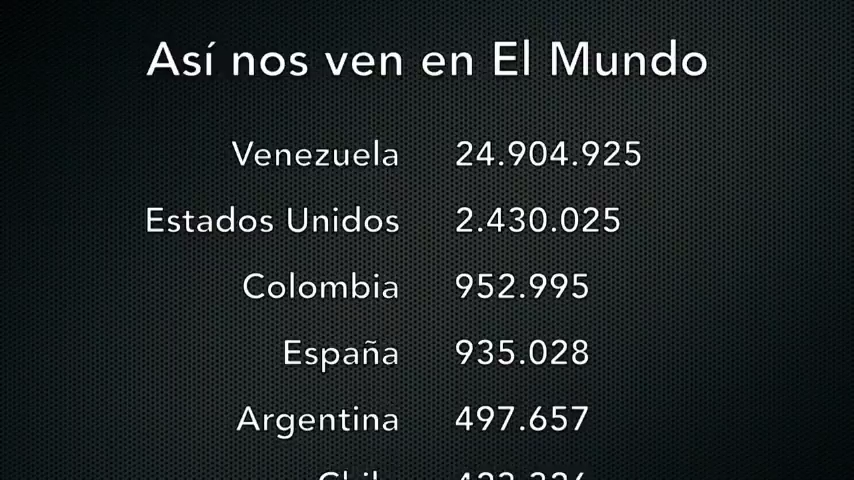 Así nos ven en El Mundo
Venezuela 24.904.925
Estados Unidos 2.430.025
Colombia 952.995
España 935.028
Argentina 497.657